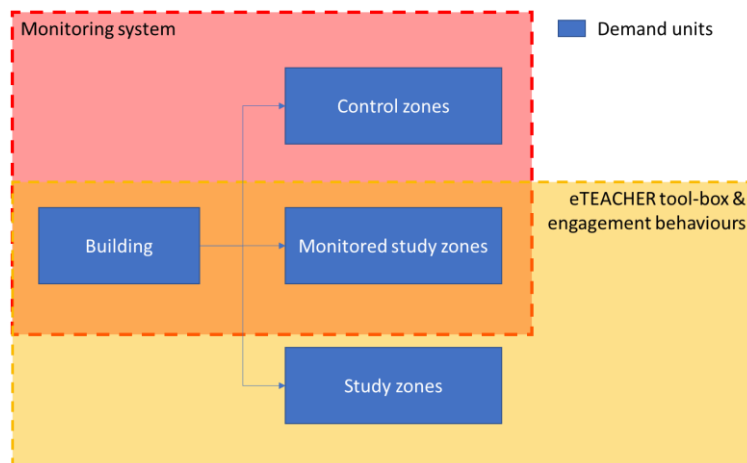 Monitoring system
Demand units
Control zones
eTEACHER tool-box &
engagement behaviours
Building
Monitored study zones
Study zones